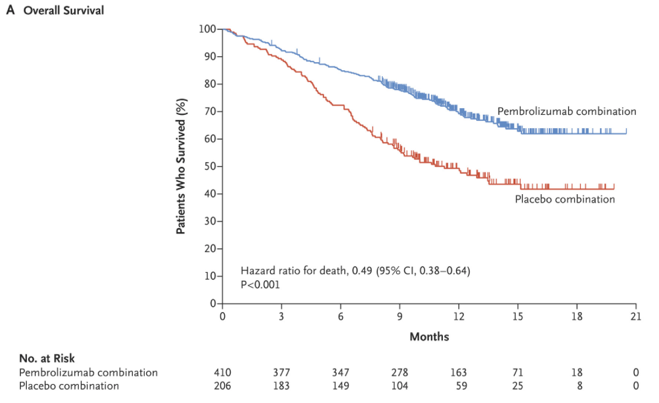 A Overall Survival
100
90
80
70
60
50
40
30
20
10
0
Patients Who Survived (%)
Pembrolizumab combination
Placebo combination
Hazard ratio for death, 0.49 (95% CI, 0.38–0.64)
P<0.001
0 3 6 9 12 15 18 21
Months
No. at Risk
Pembrolizumab combination 410 377 347 278 163 71 18 0
Placebo combination 206 183 149 104 59 25 8 0